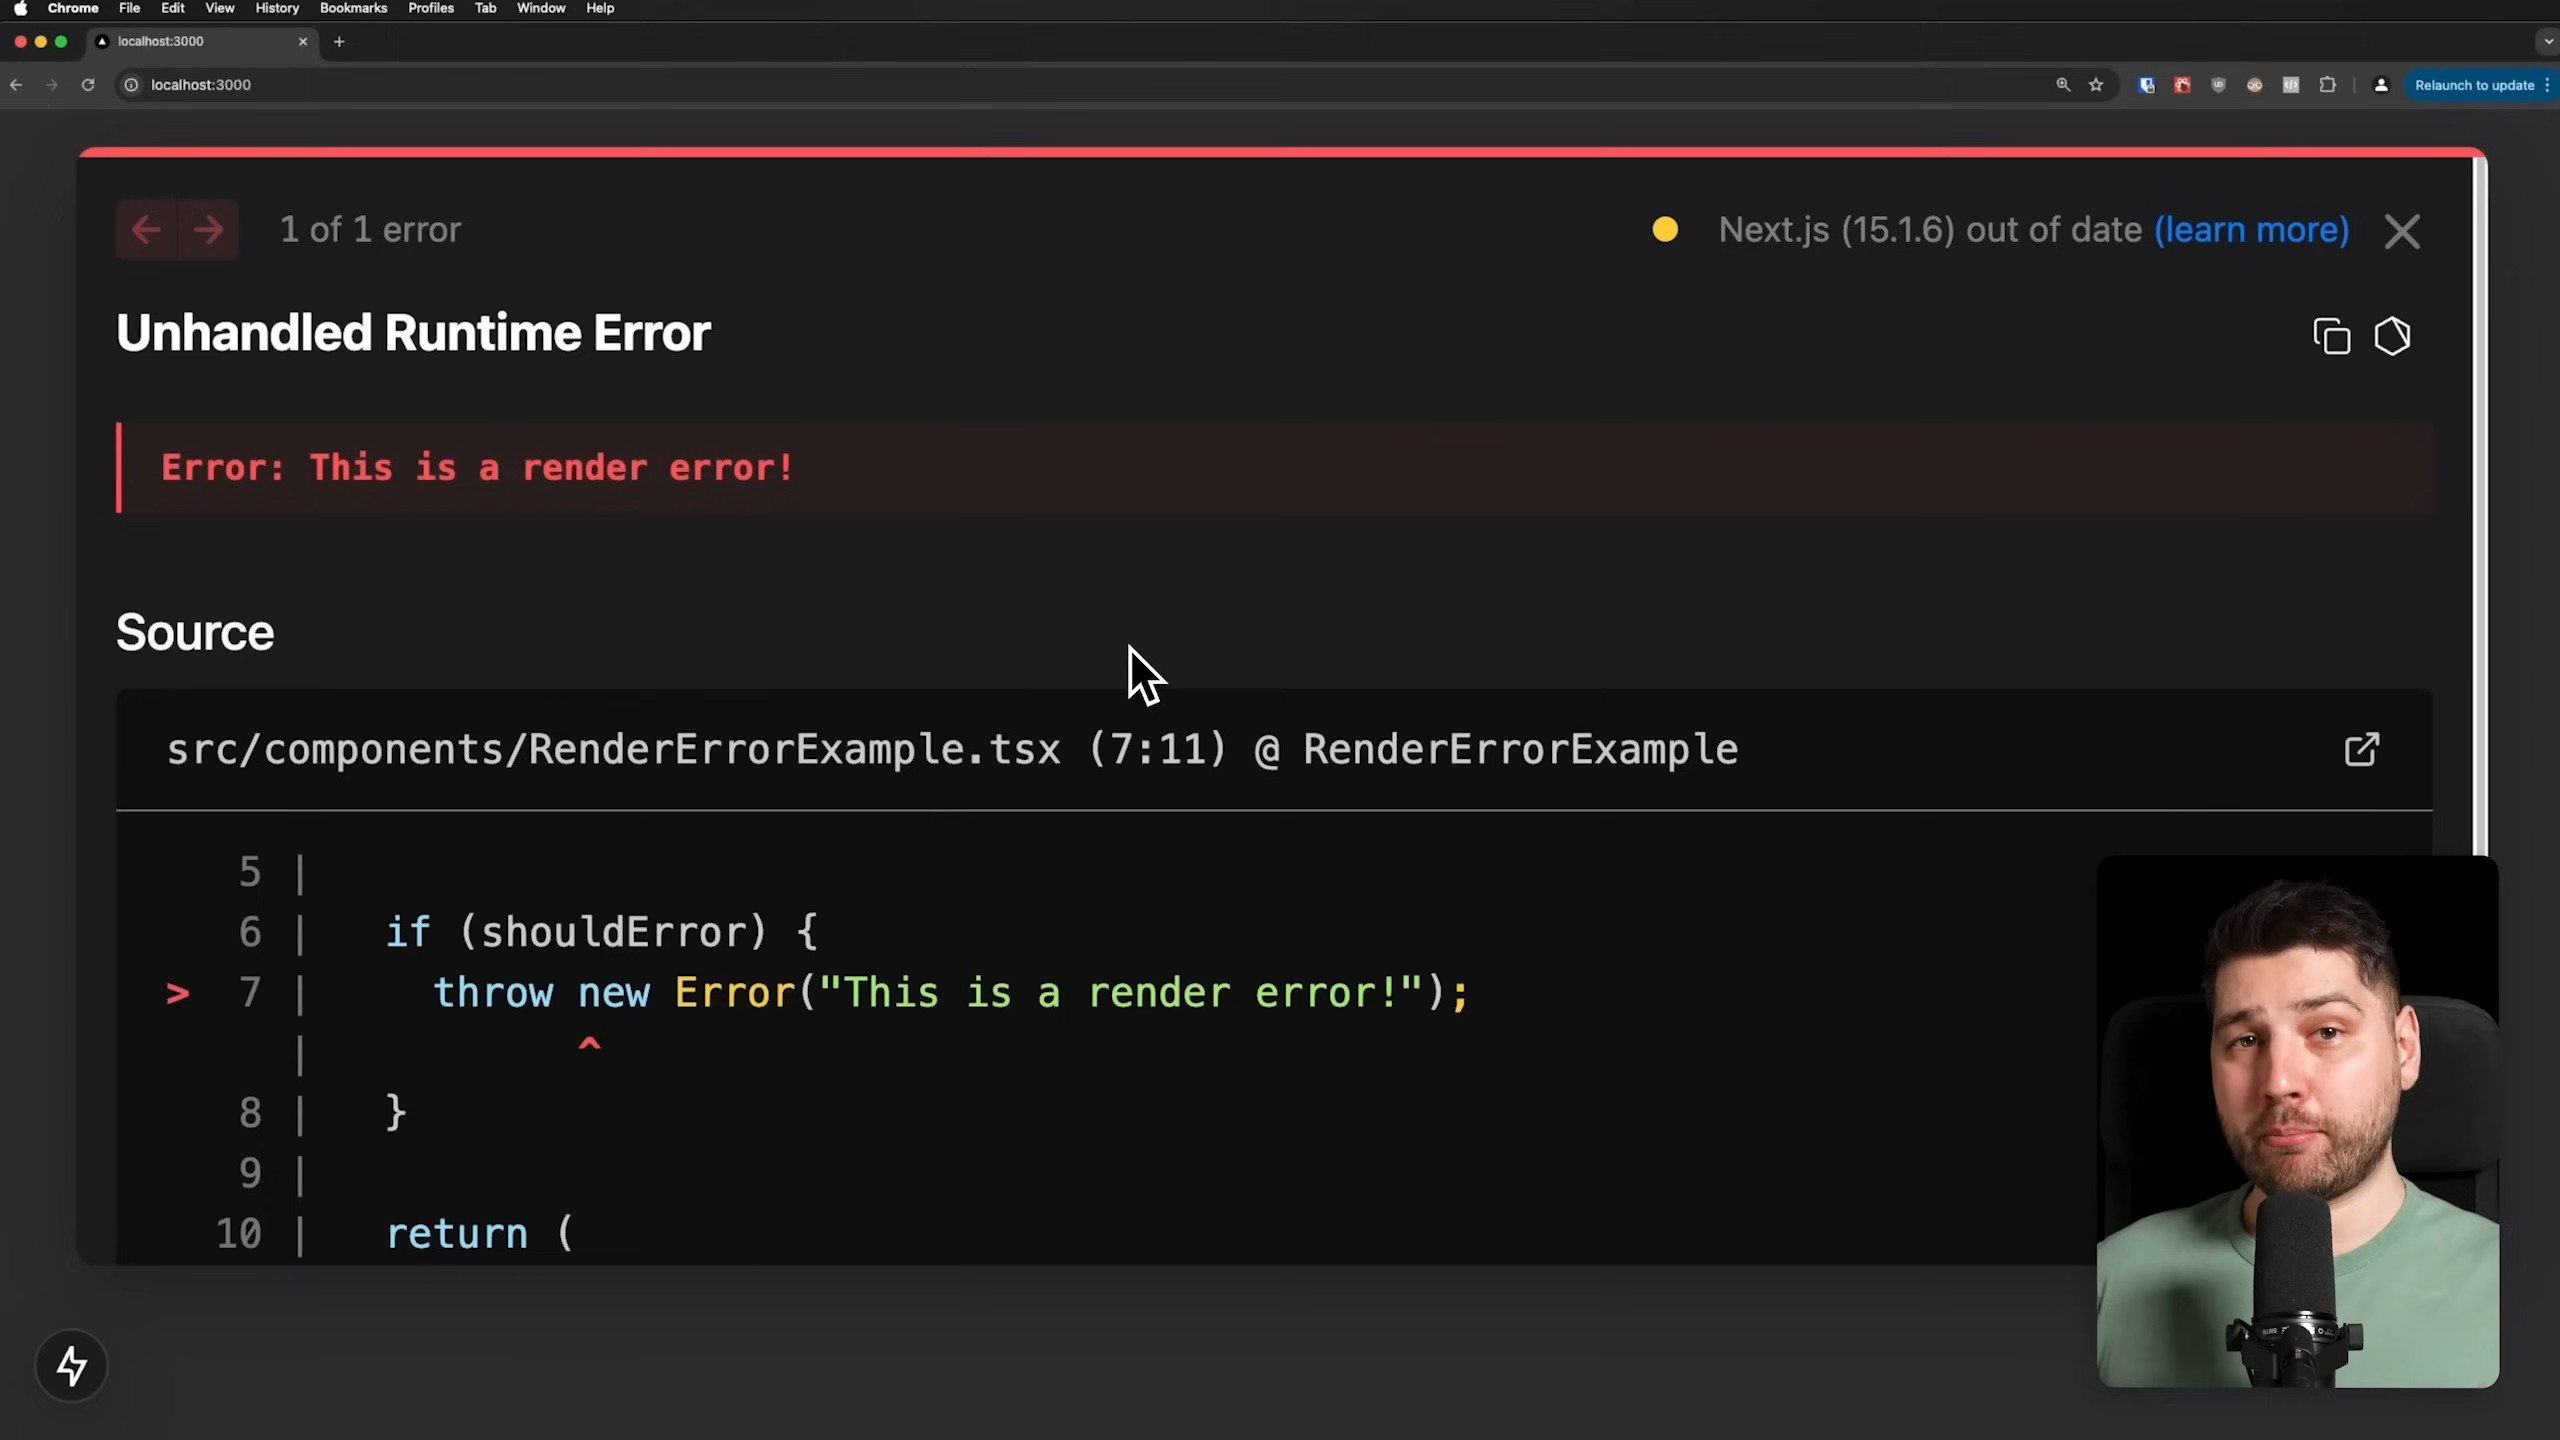 Chrome File Edit View History Bookmarks Profiles Tab Window Help
localhost:3000
localhost:3000
Relaunch to update
1 of 1 error
Next.js (15.1.6) out of date (learn more)
Unhandled Runtime Error
Error: This is a render error!
Source
src/components/RenderErrorExample.tsx (7:11) @ RenderErrorExample
5 |
6 | if (shouldError) {
> 7 | throw new Error("This is a render error!");
| ^
8 | }
9 |
10 | return (